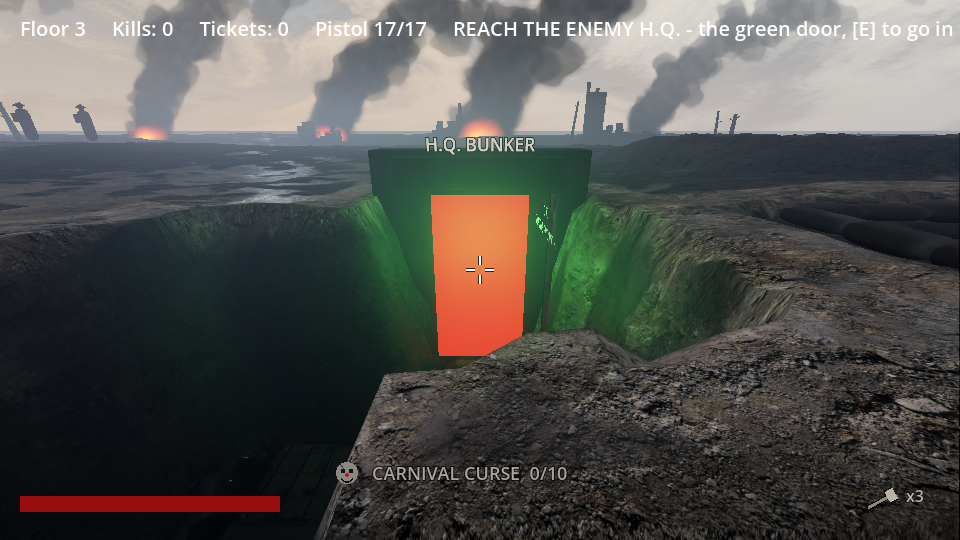 Floor 3 Kills: 0 Tickets: 0 Pistol 17/17 REACH THE ENEMY H.Q. - the green door, [E] to go in
H.Q. BUNKER
CARNIVAL CURSE 0/10
x3